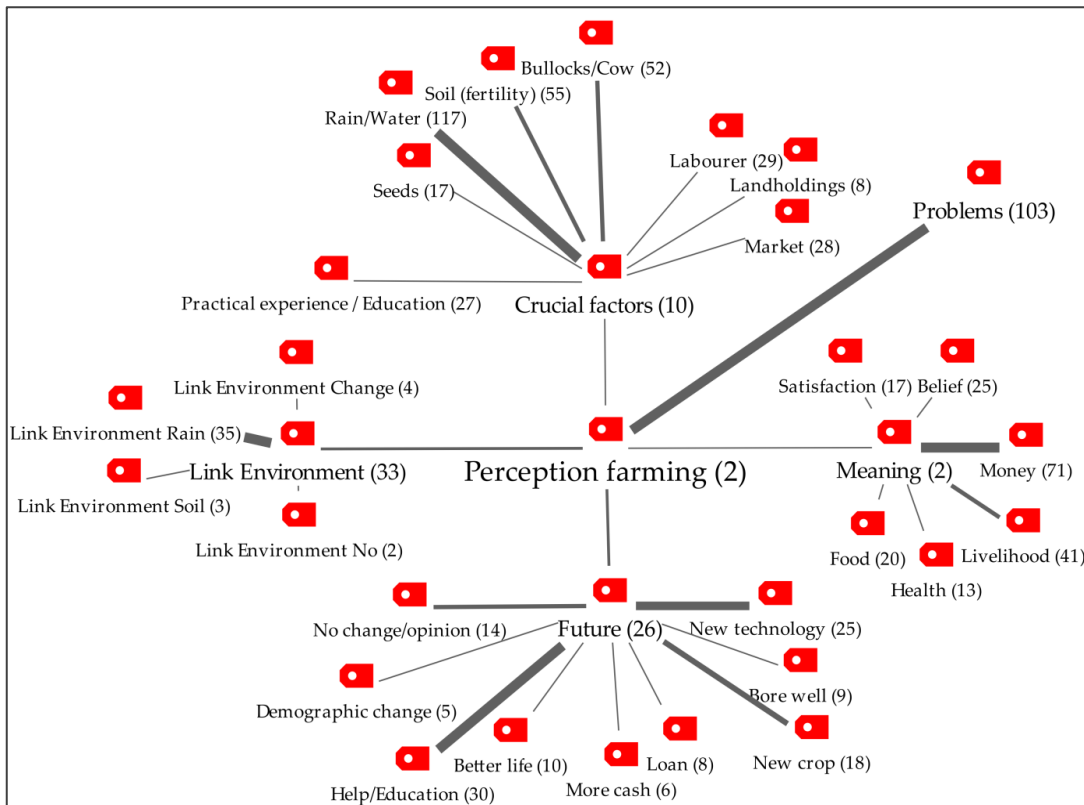 Bullocks/Cow (52)
Soil (fertility) (55)
Rain/Water (117)
Labourer (29)
Seeds (17)
Landholdings (8)
Problems (103)
Market (28)
Practical experience / Education (27)
Crucial factors (10)
Link Environment Change (4)
Satisfaction (17)
Belief (25)
Link Environment Rain (35)
Link Environment (33)
Perception farming (2)
Meaning (2)
Money (71)
Link Environment Soil (3)
Link Environment No (2)
Food (20)
Livelihood (41)
Health (13)
No change/opinion (14)
Future (26)
New technology (25)
Bore well (9)
Demographic change (5)
Better life (10)
Loan (8)
New crop (18)
More cash (6)
Help/Education (30)